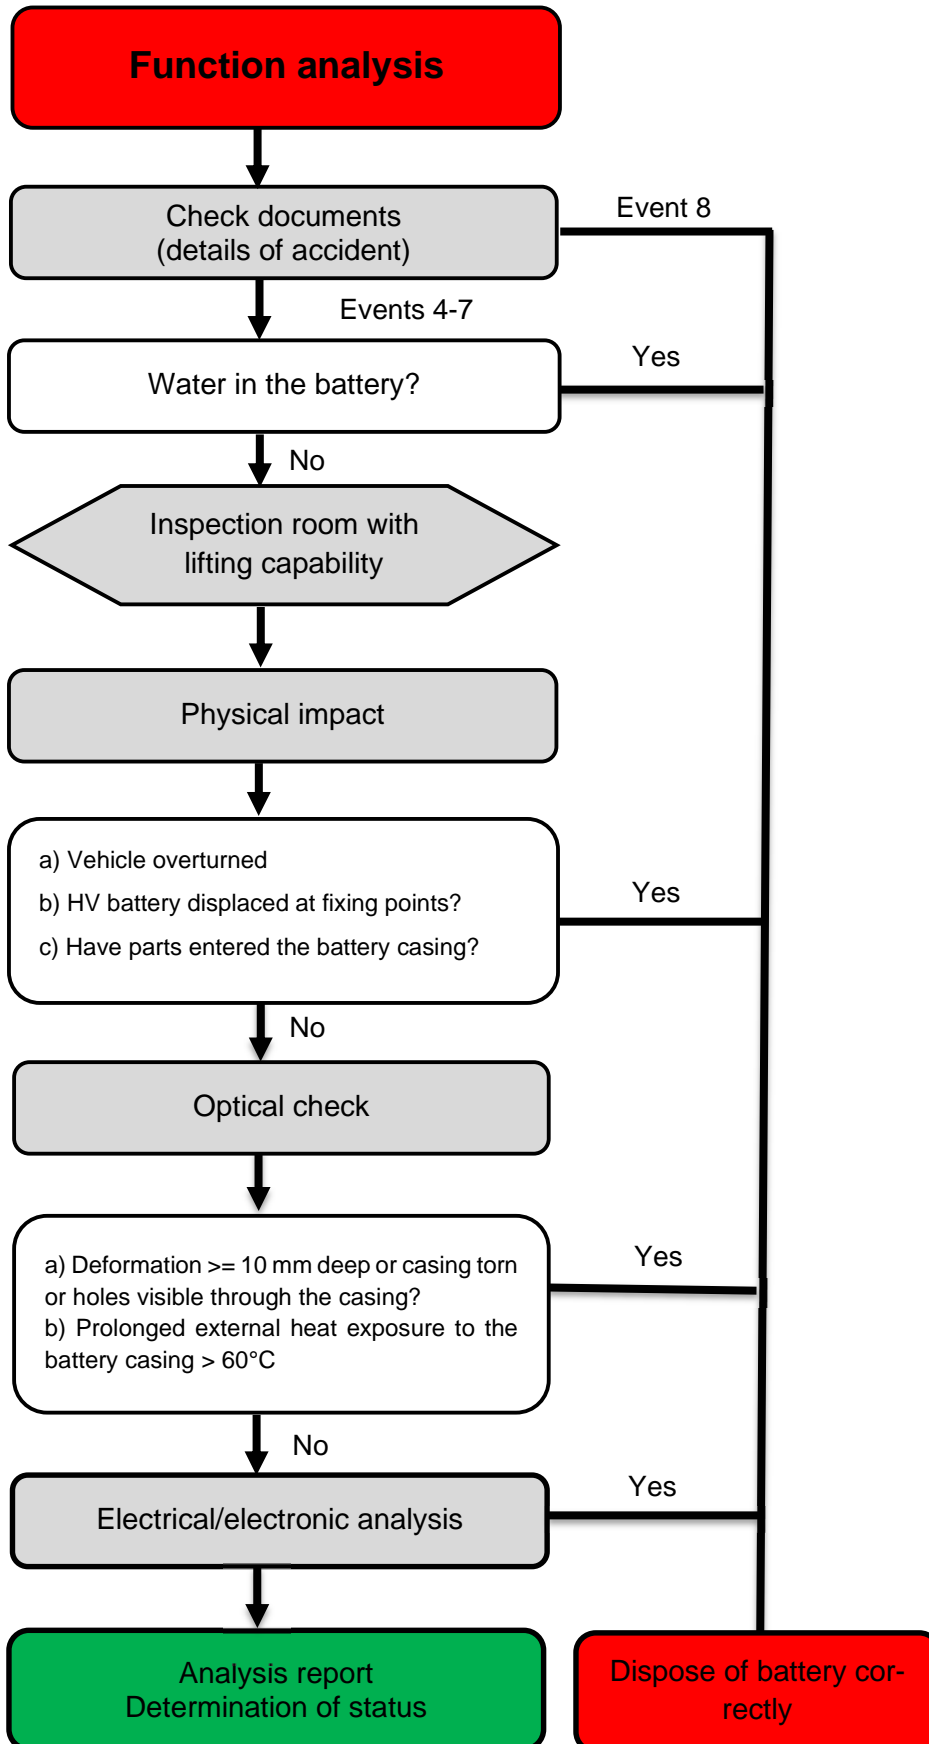 Function analysis
Check documents
(details of accident)
Event 8
Events 4-7
Water in the battery?
Yes
No
Inspection room with
lifting capability
Physical impact
a) Vehicle overturned
b) HV battery displaced at fixing points?
c) Have parts entered the battery casing?
Yes
No
Optical check
a) Deformation >= 10 mm deep or casing torn
or holes visible through the casing?
b) Prolonged external heat exposure to the
battery casing > 60°C
Yes
No
Electrical/electronic analysis
Yes
Analysis report
Determination of status
Dispose of battery cor-
rectly